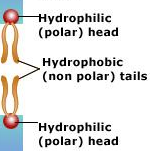 Hydrophilic
(polar) head
Hydrophobic
(non polar) tails
Hydrophilic
(polar) head